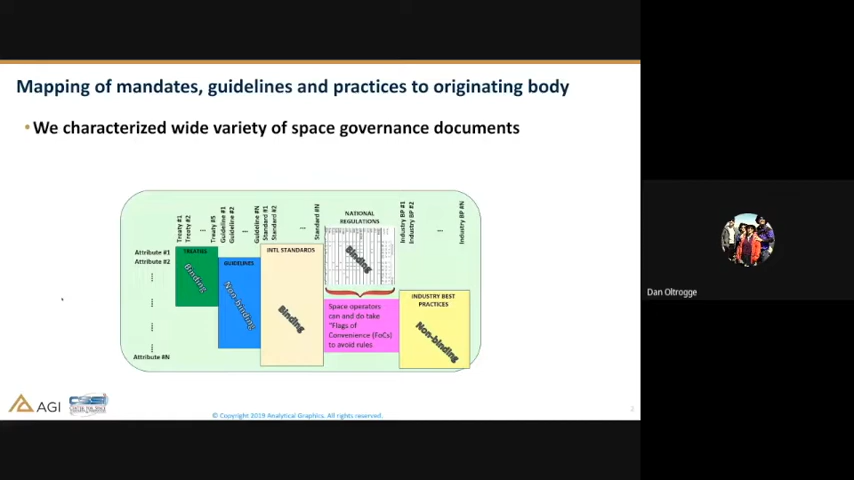 Mapping of mandates, guidelines and practices to originating body
•We characterized wide variety of space governance documents
Treaty #1
Treaty #2
...
Treaty #5
Guideline #1
Guideline #2
...
Guideline #N
Standard #1
Standard #2
...
Standard #N
NATIONAL
REGULATIONS
Industry BP #1
Industry BP #2
...
Industry BP #N
Attribute #1
Attribute #2
Attribute #N
TREATIES
Binding
GUIDELINES
Non-binding
INTL STANDARDS
Binding
Binding
Space operators
can and do take
"Flags of
Convenience (FoCs)
to avoid rules
INDUSTRY BEST
PRACTICES
Non-binding
AGI
© Copyright 2019 Analytical Graphics. All rights reserved.
2
Dan Oltrogge